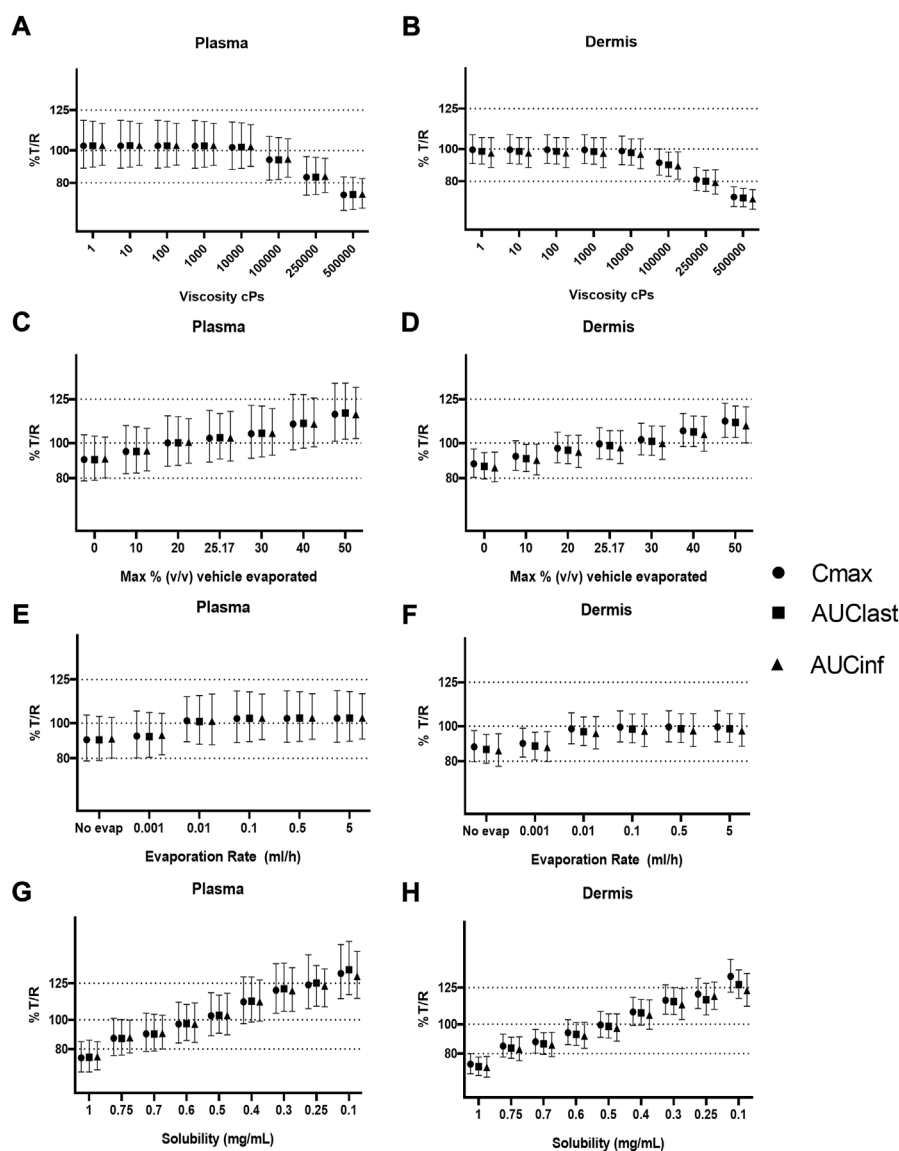 A
Plasma
125
100
80
% T/R
1
10
100
1000
10000
100000
250000
500000
Viscosity cPs
B
Dermis
125
100
80
% T/R
1
10
100
1000
10000
100000
250000
500000
Viscosity cPs
C
Plasma
125
100
80
% T/R
0 10 20 25.17 30 40 50
Max % (v/v) vehicle evaporated
D
Dermis
125
100
80
% T/R
0 10 20 25.17 30 40 50
Max % (v/v) vehicle evaporated
Cmax
AUClast
AUCinf
E
Plasma
125
100
80
% T/R
No evap 0.001 0.01 0.1 0.5 5
Evaporation Rate (ml/h)
F
Dermis
125
100
80
% T/R
No evap 0.001 0.01 0.1 0.5 5
Evaporation Rate (ml/h)
G
Plasma
125
100
80
% T/R
1 0.75 0.7 0.6 0.5 0.4 0.3 0.25 0.1
Solubility (mg/mL)
H
Dermis
125
100
80
% T/R
1 0.75 0.7 0.6 0.5 0.4 0.3 0.25 0.1
Solubility (mg/mL)